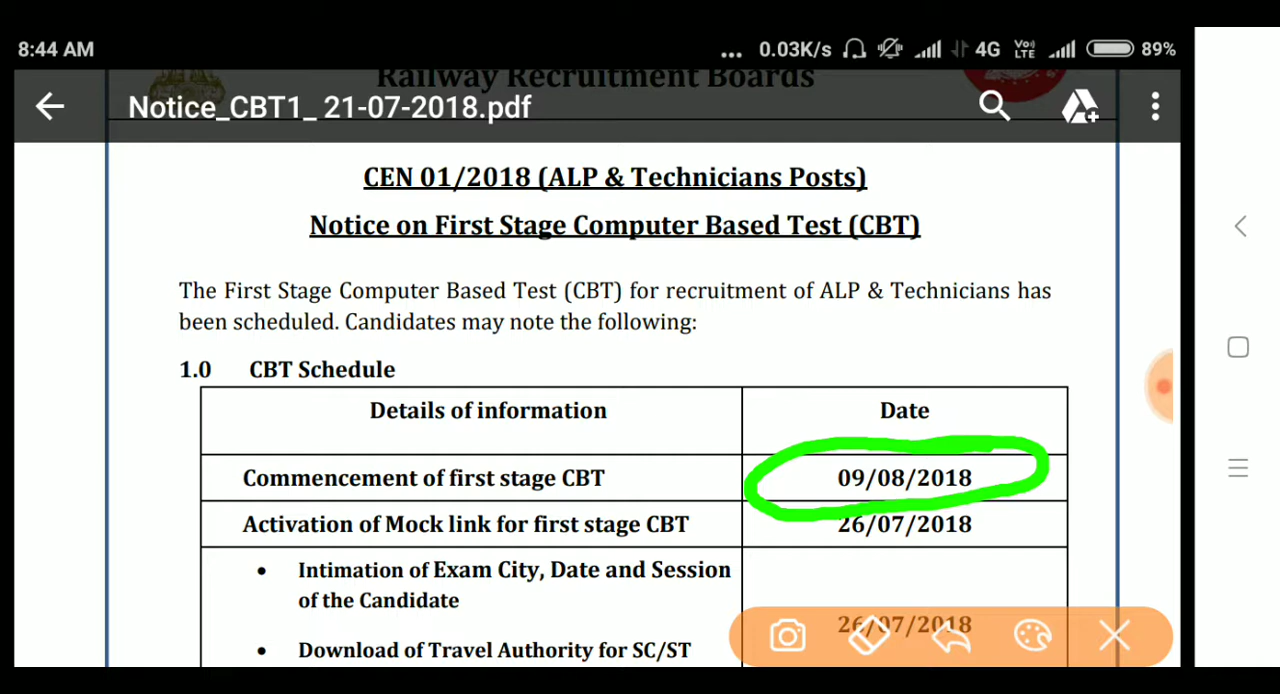 8:44 AM
... 0.03K/s 4G Vo) LTE 89%
Railway Recruitment Boards
Notice_CBT1_ 21-07-2018.pdf
CEN 01/2018 (ALP & Technicians Posts)
Notice on First Stage Computer Based Test (CBT)
The First Stage Computer Based Test (CBT) for recruitment of ALP & Technicians has
been scheduled. Candidates may note the following:
1.0 CBT Schedule
Details of information Date
Commencement of first stage CBT 09/08/2018
Activation of Mock link for first stage CBT 26/07/2018
• Intimation of Exam City, Date and Session
of the Candidate
26/07/2018
• Download of Travel Authority for SC/ST